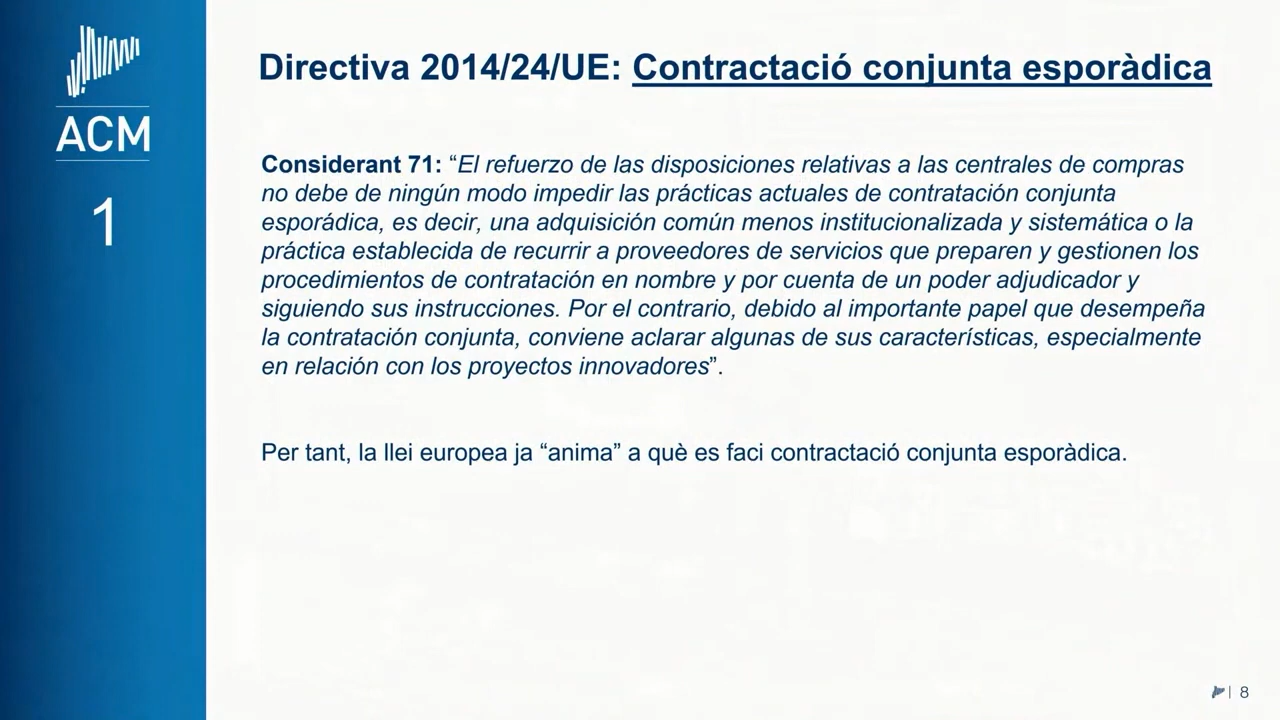 ACM
1
Directiva 2014/24/UE: Contractació conjunta esporàdica
Considerant 71: “El refuerzo de las disposiciones relativas a las centrales de compras
no debe de ningún modo impedir las prácticas actuales de contratación conjunta
esporádica, es decir, una adquisición común menos institucionalizada y sistemática o la
práctica establecida de recurrir a proveedores de servicios que preparen y gestionen los
procedimientos de contratación en nombre y por cuenta de un poder adjudicador y
siguiendo sus instrucciones. Por el contrario, debido al importante papel que desempeña
la contratación conjunta, conviene aclarar algunas de sus características, especialmente
en relación con los proyectos innovadores”.
Per tant, la llei europea ja “anima” a què es faci contractació conjunta esporàdica.
| 8